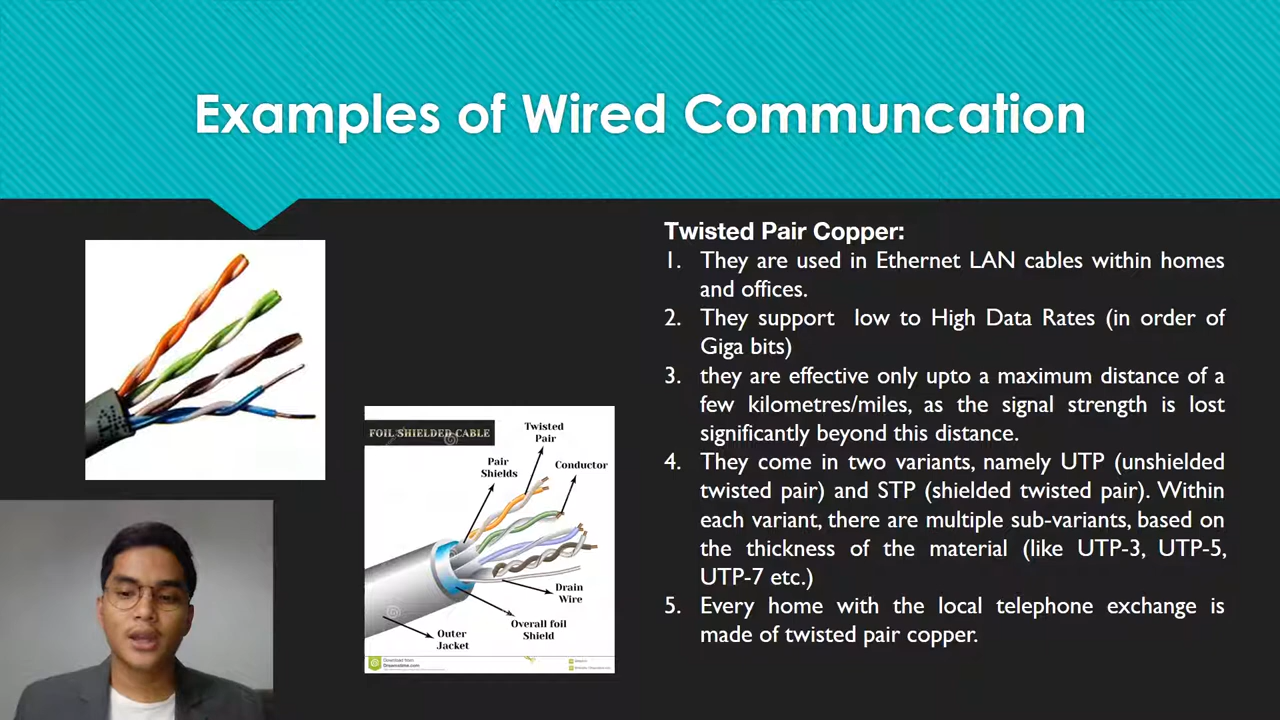 Examples of Wired Communcation
Twisted Pair Copper:
1. They are used in Ethernet LAN cables within homes
and offices.
2. They support low to High Data Rates (in order of
Giga bits)
3. they are effective only upto a maximum distance of a
few kilometres/miles, as the signal strength is lost
significantly beyond this distance.
4. They come in two variants, namely UTP (unshielded
twisted pair) and STP (shielded twisted pair). Within
each variant, there are multiple sub-variants, based on
the thickness of the material (like UTP-3, UTP-5,
UTP-7 etc.)
5. Every home with the local telephone exchange is
made of twisted pair copper.
FOIL SHIELDED CABLE
Twisted
Pair
Pair
Shields
Conductor
Drain
Wire
Overall foil
Shield
Outer
Jacket
Download from
Dreamstime.com